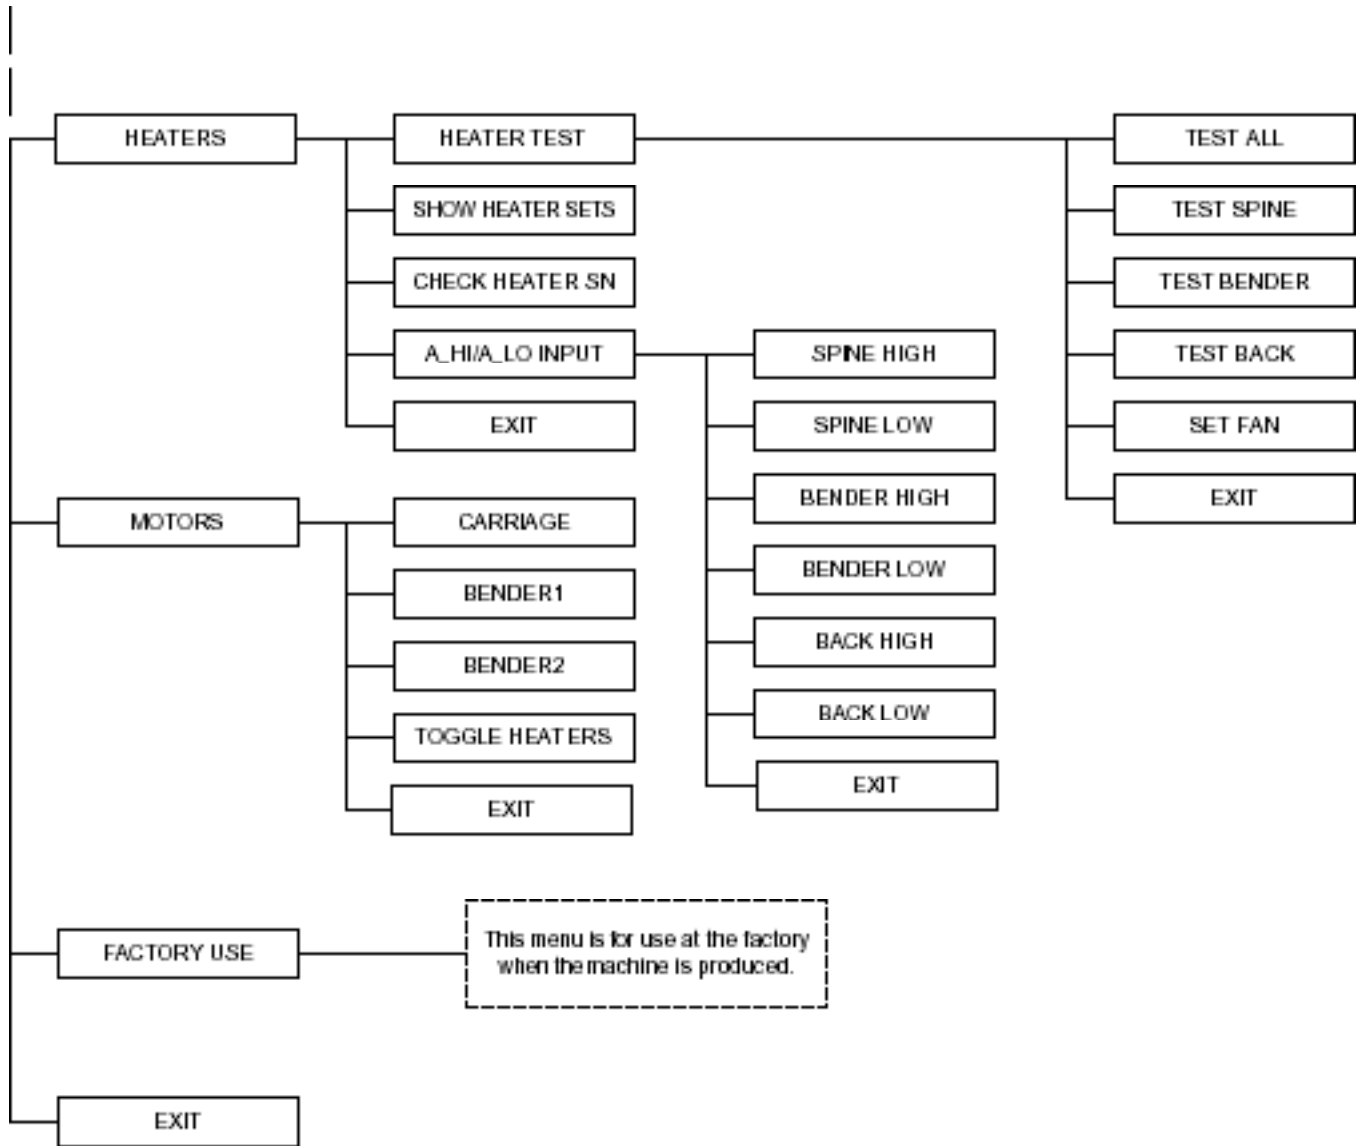 HEATERS
HEATER TEST
TEST ALL
SHOW HEATER SETS
TEST SPINE
CHECK HEATER SN
TEST BENDER
A_HI/A_LO INPUT
SPINE HIGH
TEST BACK
EXIT
SPINE LOW
SET FAN
MOTORS
CARRIAGE
BENDER HIGH
EXIT
BENDER1
BENDER LOW
BENDER2
BACK HIGH
TOGGLE HEATERS
BACK LOW
EXIT
EXIT
FACTORY USE
This menu is for use at the factory
when the machine is produced.
EXIT